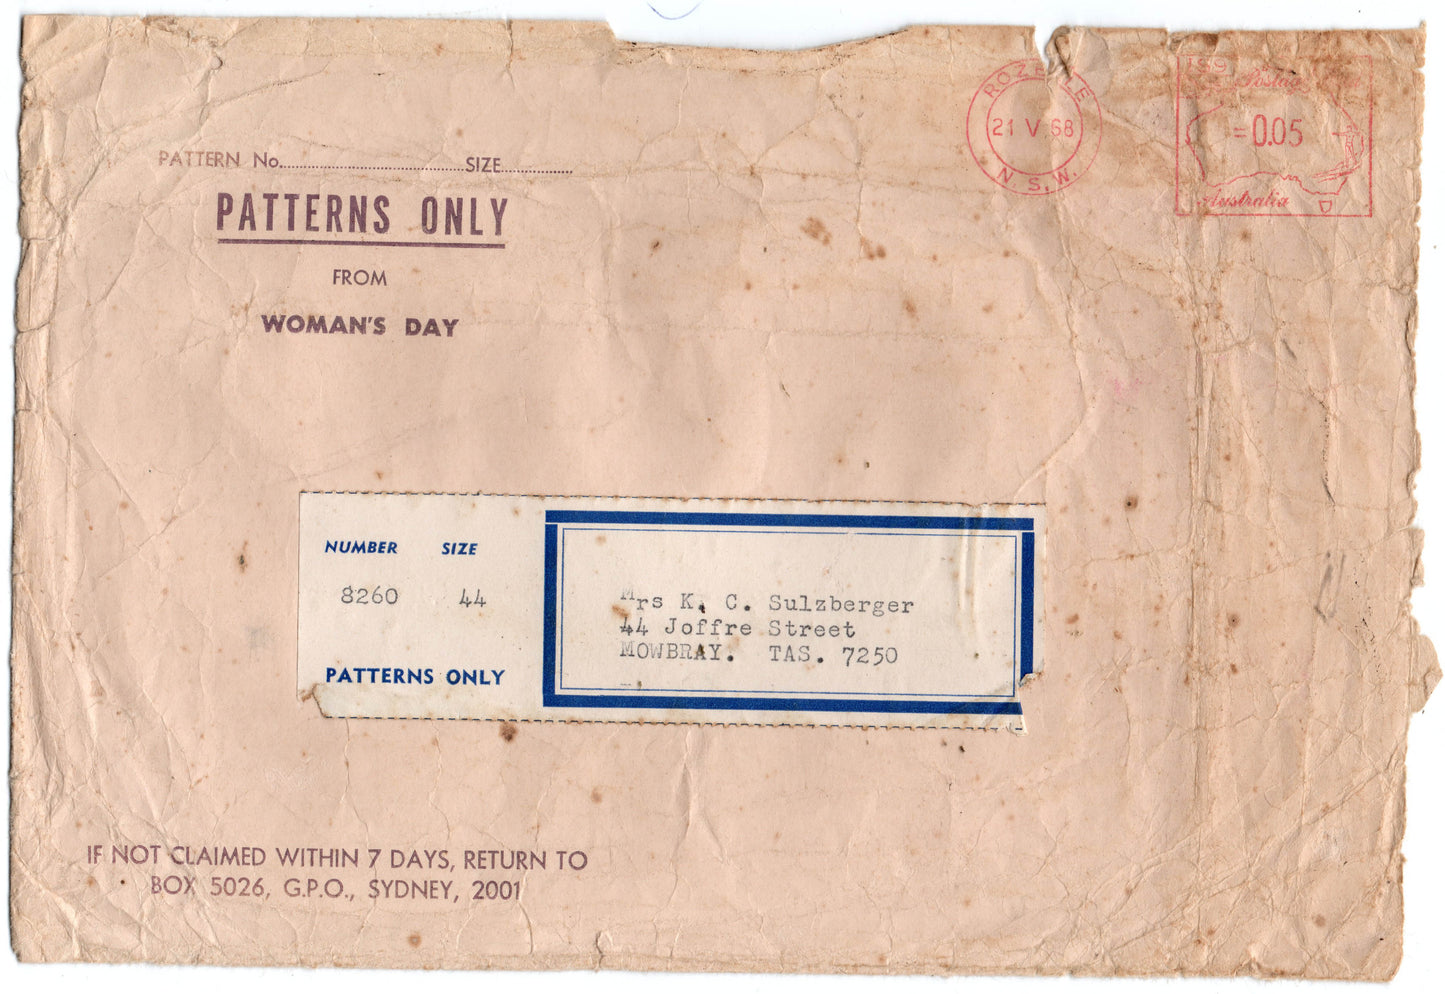 PATTERN No. SIZE
PATTERNS ONLY
FROM
WOMAN'S DAY
ROZELLE
21 V 68
N. S. W.
Postage
=0.05
Australia
NUMBER SIZE
8260 44
PATTERNS ONLY
Mrs K. C. Sulzberger
44 Joffre Street
MOWBRAY. TAS. 7250
IF NOT CLAIMED WITHIN 7 DAYS, RETURN TO
BOX 5026, G.P.O., SYDNEY, 2001